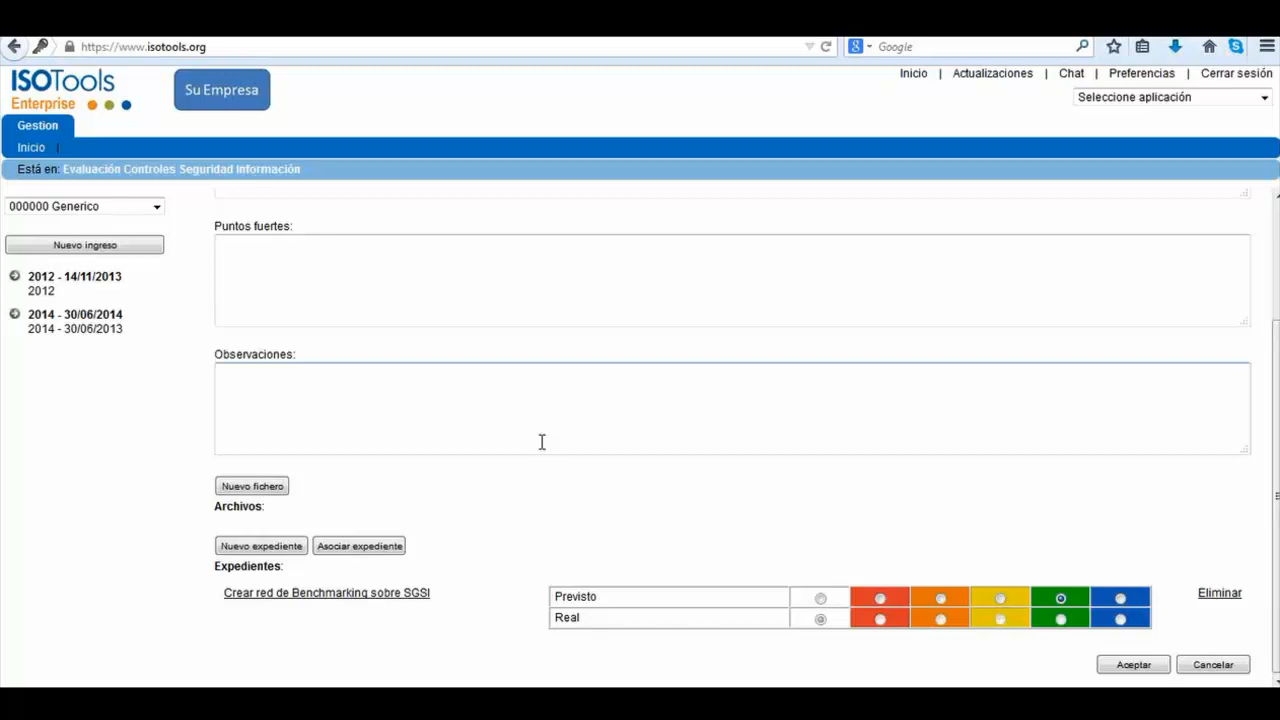 https://www.isotools.org
Google
ISOTools
Enterprise
Su Empresa
Inicio | Actualizaciones | Chat | Preferencias | Cerrar sesión
Seleccione aplicación
Gestion
Inicio |
Está en: Evaluación Controles Seguridad Información
000000 Generico
Nuevo ingreso
2012 - 14/11/2013
2012
2014 - 30/06/2014
2014 - 30/06/2013
Puntos fuertes:
Observaciones:
Nuevo fichero
Archivos:
Nuevo expediente Asociar expediente
Expedientes:
Crear red de Benchmarking sobre SGSI
Previsto
Real
Eliminar
Aceptar Cancelar